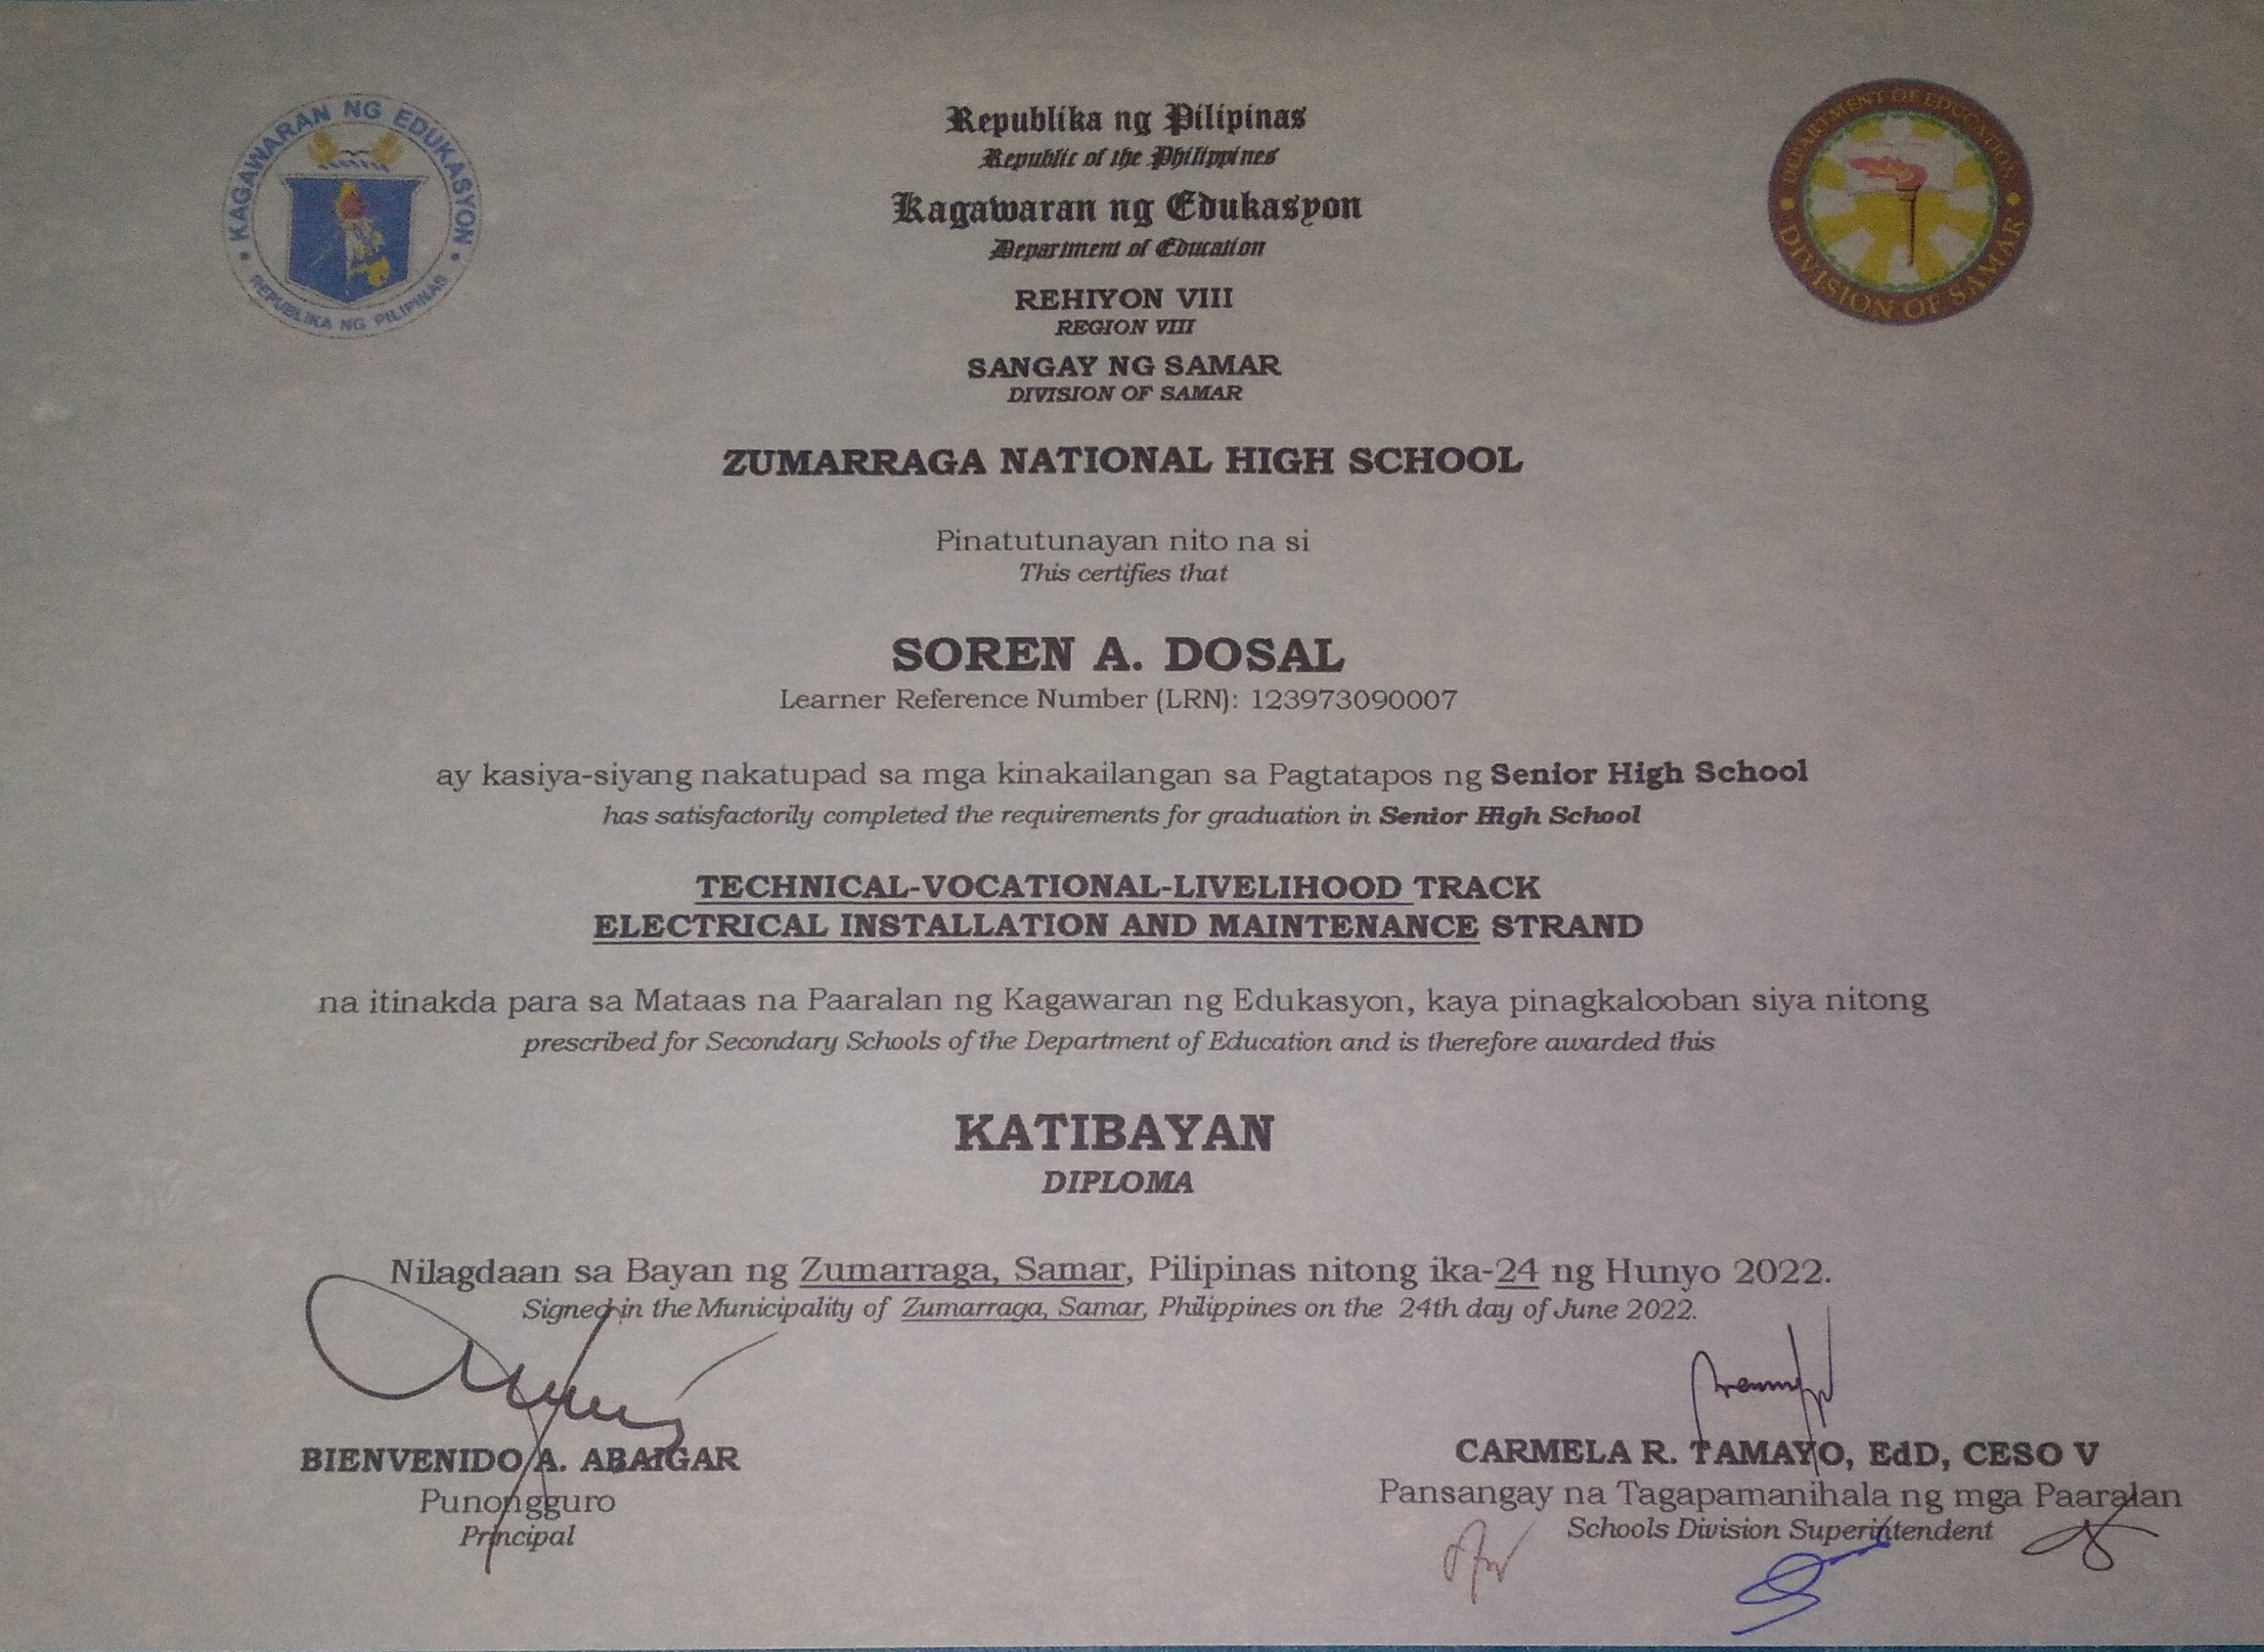 KAGAWARAN NG EDUKASYON
REPUBLIKA NG PILIPINAS
DEPARTMENT OF EDUCATION
DIVISION OF SAMAR
Republika ng Pilipinas
Republic of the Philippines
Kagawaran ng Edukasyon
Department of Education
REHIYON VIII
REGION VIII
SANGAY NG SAMAR
DIVISION OF SAMAR
ZUMARRAGA NATIONAL HIGH SCHOOL
Pinatutunayan nito na si
This certifies that
SOREN A. DOSAL
Learner Reference Number (LRN): 123973090007
ay kasiya-siyang nakatupad sa mga kinakailangan sa Pagtatapos ng Senior High School
has satisfactorily completed the requirements for graduation in Senior High School
TECHNICAL-VOCATIONAL-LIVELIHOOD TRACK
ELECTRICAL INSTALLATION AND MAINTENANCE STRAND
na itinakda para sa Mataas na Paaralan ng Kagawaran ng Edukasyon, kaya pinagkalooban siya nitong
prescribed for Secondary Schools of the Department of Education and is therefore awarded this
KATIBAYAN
DIPLOMA
Nilagdaan sa Bayan ng Zumarraga, Samar, Pilipinas nitong ika-24 ng Hunyo 2022.
Signed in the Municipality of Zumarraga, Samar, Philippines on the 24th day of June 2022.
BIENVENIDO A. ABAIGAR
Punongguro
Principal
CARMELA R. TAMAYO, EdD, CESO V
Pansangay na Tagapamanihala ng mga Paaralan
Schools Division Superintendent